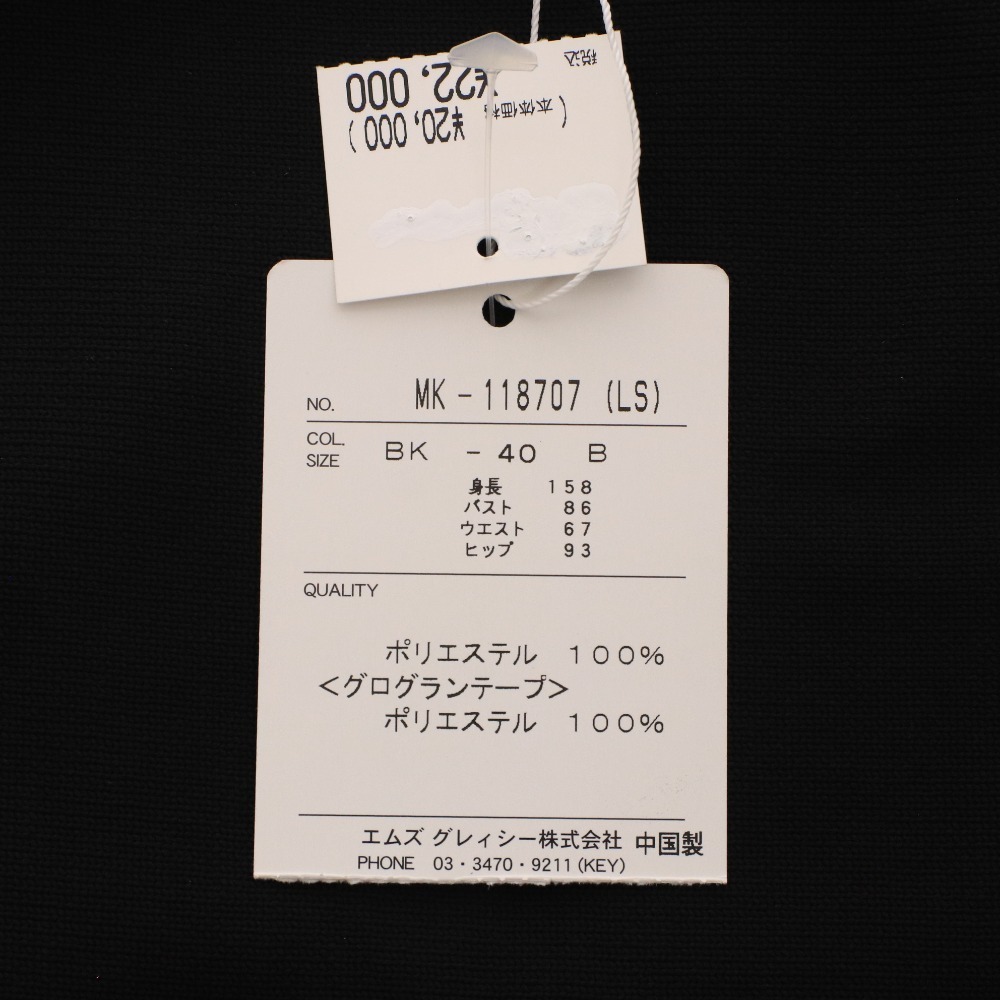 税込
¥22,000
(本体価格 ¥20,000)
NO. MK-118707 (LS)
COL. SIZE BK - 40 B
身長 158
バスト 86
ウエスト 67
ヒップ 93
QUALITY
ポリエステル 100%
<グログランテープ>
ポリエステル 100%
エムズ グレィシー株式会社 中国製
PHONE 03・3470・9211(KEY)